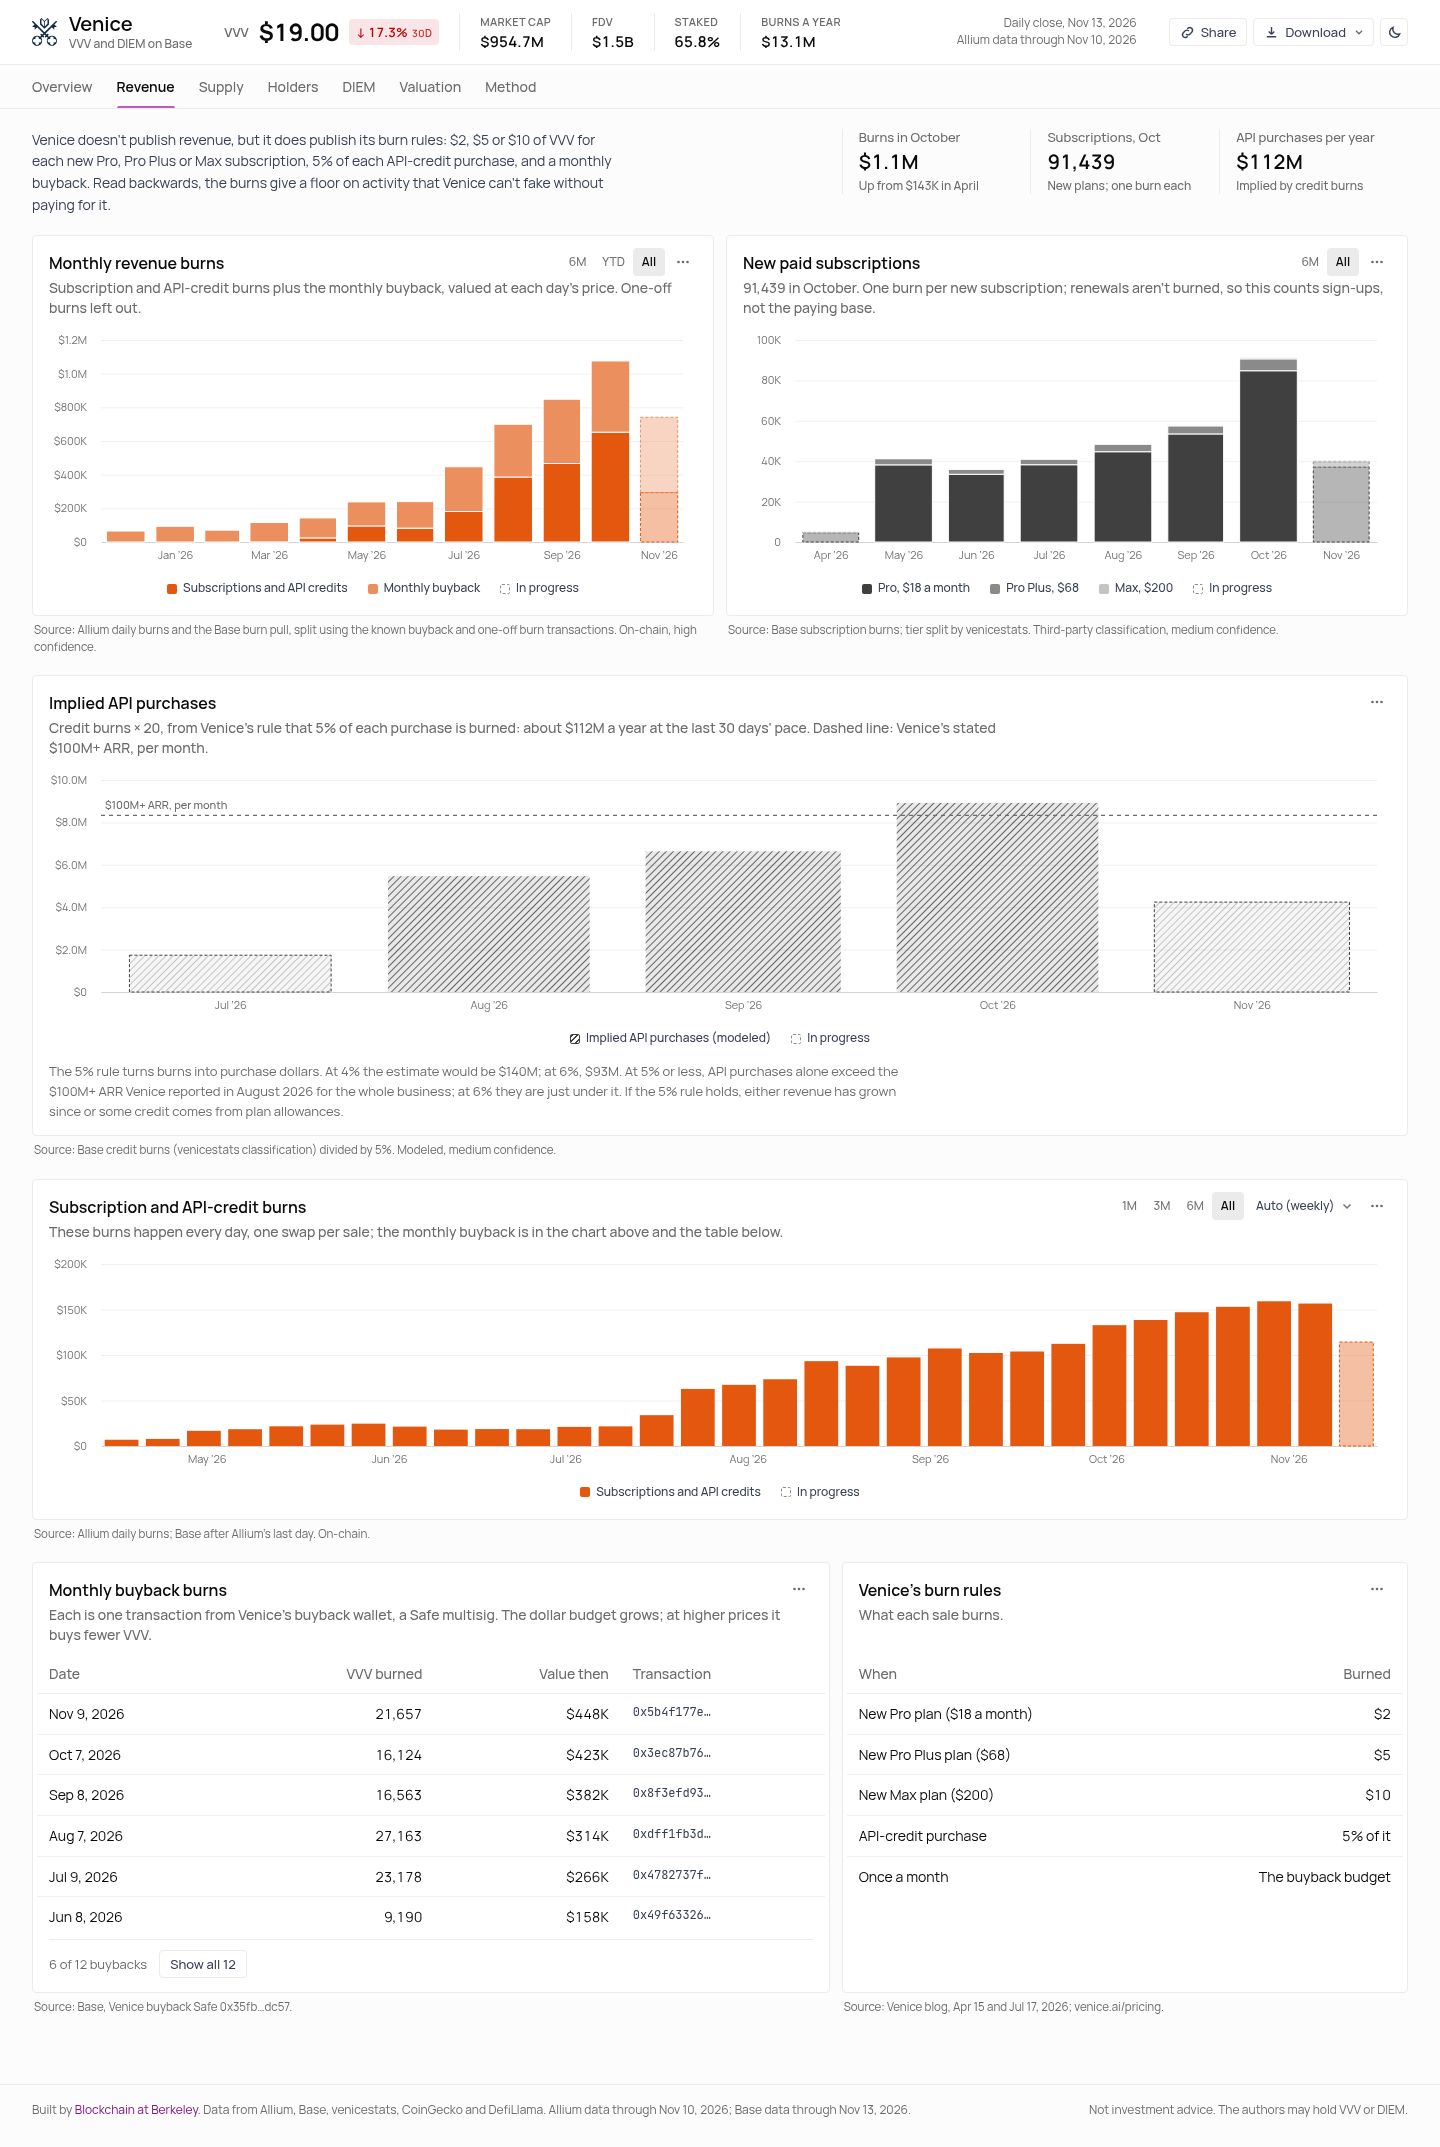 Venice
VVV and DIEM on Base
VVV $19.00 ↓ 17.3% 30D
MARKET CAP
$954.7M
FDV
$1.5B
STAKED
65.8%
BURNS A YEAR
$13.1M
Daily close, Nov 13, 2026
Allium data through Nov 10, 2026
Share
Download
Overview Revenue Supply Holders DIEM Valuation Method
Venice doesn't publish revenue, but it does publish its burn rules: $2, $5 or $10 of VVV for
each new Pro, Pro Plus or Max subscription, 5% of each API-credit purchase, and a monthly
buyback. Read backwards, the burns give a floor on activity that Venice can't fake without
paying for it.
Burns in October
$1.1M
Up from $143K in April
Subscriptions, Oct
91,439
New plans; one burn each
API purchases per year
$112M
Implied by credit burns
Monthly revenue burns
6M YTD All
Subscription and API-credit burns plus the monthly buyback, valued at each day's price. One-off
burns left out.
$1.2M
$1.0M
$800K
$600K
$400K
$200K
$0
Jan '26 Mar '26 May '26 Jul '26 Sep '26 Nov '26
Subscriptions and API credits Monthly buyback In progress
Source: Allium daily burns and the Base burn pull, split using the known buyback and one-off burn transactions. On-chain, high
confidence.
New paid subscriptions
6M All
91,439 in October. One burn per new subscription; renewals aren't burned, so this counts sign-ups,
not the paying base.
100K
80K
60K
40K
20K
0
Apr '26 May '26 Jun '26 Jul '26 Aug '26 Sep '26 Oct '26 Nov '26
Pro, $18 a month Pro Plus, $68 Max, $200 In progress
Source: Base subscription burns; tier split by venicestats. Third-party classification, medium confidence.
Implied API purchases
Credit burns × 20, from Venice's rule that 5% of each purchase is burned: about $112M a year at the last 30 days' pace. Dashed line: Venice's stated
$100M+ ARR, per month.
$10.0M
$100M+ ARR, per month
$8.0M
$6.0M
$4.0M
$2.0M
$0
Jul '26 Aug '26 Sep '26 Oct '26 Nov '26
Implied API purchases (modeled) In progress
The 5% rule turns burns into purchase dollars. At 4% the estimate would be $140M; at 6%, $93M. At 5% or less, API purchases alone exceed the
$100M+ ARR Venice reported in August 2026 for the whole business; at 6% they are just under it. If the 5% rule holds, either revenue has grown
since or some credit comes from plan allowances.
Source: Base credit burns (venicestats classification) divided by 5%. Modeled, medium confidence.
Subscription and API-credit burns
1M 3M 6M All Auto (weekly)
These burns happen every day, one swap per sale; the monthly buyback is in the chart above and the table below.
$200K
$150K
$100K
$50K
$0
May '26 Jun '26 Jul '26 Aug '26 Sep '26 Oct '26 Nov '26
Subscriptions and API credits In progress
Source: Allium daily burns; Base after Allium's last day. On-chain.
Monthly buyback burns
Each is one transaction from Venice's buyback wallet, a Safe multisig. The dollar budget grows; at higher prices it
buys fewer VVV.
Date VVV burned Value then Transaction
Nov 9, 2026 21,657 $448K 0x5b4f177e…
Oct 7, 2026 16,124 $423K 0x3ec87b76…
Sep 8, 2026 16,563 $382K 0x8f3efd93…
Aug 7, 2026 27,163 $314K 0xdff1fb3d…
Jul 9, 2026 23,178 $266K 0x4782737f…
Jun 8, 2026 9,190 $158K 0x49f63326…
6 of 12 buybacks Show all 12
Source: Base, Venice buyback Safe 0x35fb…dc57.
Venice's burn rules
What each sale burns.
When Burned
New Pro plan ($18 a month) $2
New Pro Plus plan ($68) $5
New Max plan ($200) $10
API-credit purchase 5% of it
Once a month The buyback budget
Source: Venice blog, Apr 15 and Jul 17, 2026; venice.ai/pricing.
Built by Blockchain at Berkeley. Data from Allium, Base, venicestats, CoinGecko and DefiLlama. Allium data through Nov 10, 2026; Base data through Nov 13, 2026.
Not investment advice. The authors may hold VVV or DIEM.